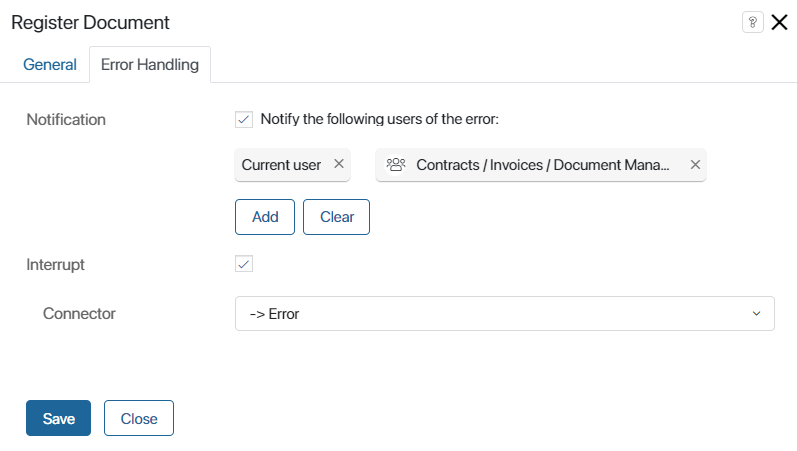 Register Document
?
General
Error Handling
Notification
Notify the following users of the error:
Current user
Contracts / Invoices / Document Mana...
Add
Clear
Interrupt
Connector
-> Error
Save
Close